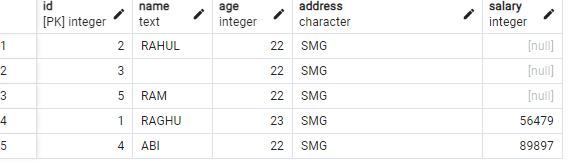 id name age address salary
[PK] integer text integer character integer
1 2 RAHUL 22 SMG [null]
2 3 22 SMG [null]
3 5 RAM 22 SMG [null]
4 1 RAGHU 23 SMG 56479
5 4 ABI 22 SMG 89897